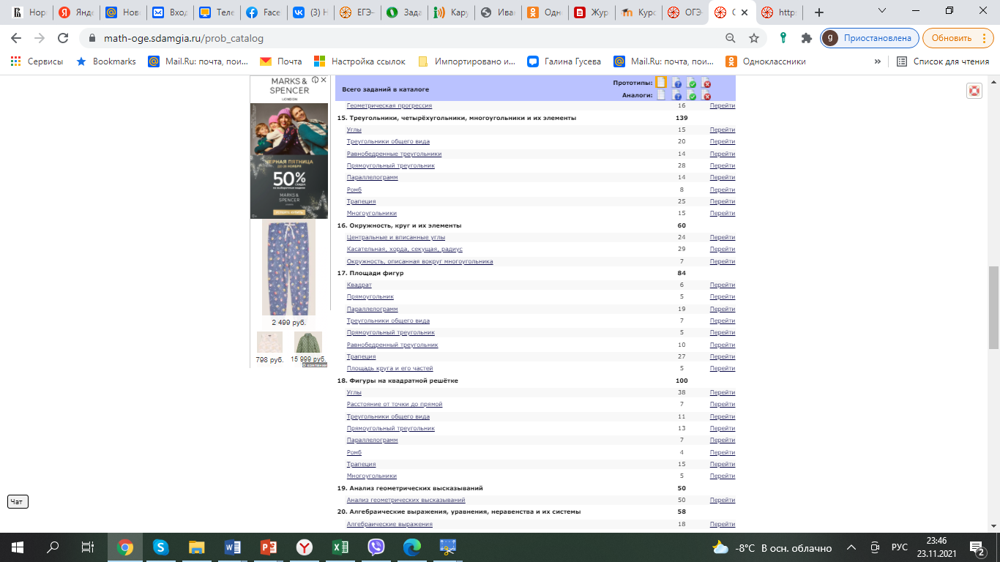 Нор
Янде
Нов
Вход
Теле
Face
(3) Н
ЕГЭ-
Зада
Кару
Ива
Одн
Жур
Курс
ОГЭ
С
http:
math-oge.sdamgia.ru/prob_catalog
g Приостановлена
Обновить
Сервисы
Bookmarks
Mail.Ru: почта, пои...
Почта
Настройка ссылок
Импортировано и...
Галина Гусева
Mail.Ru: почта, пои...
Одноклассники
»
Список для чтения
MARKS & SPENCER
LONDON
ЧЕРНАЯ ПЯТНИЦА
50%
MARKS & SPENCER
2 499 руб.
798 руб. 15 999 руб.
О компании
Всего заданий в каталоге
Прототипы:
Аналоги:
Геометрическая прогрессия 16 Перейти
15. Треугольники, четырёхугольники, многоугольники и их элементы 139
Углы 15 Перейти
Треугольники общего вида 20 Перейти
Равнобедренные треугольники 14 Перейти
Прямоугольный треугольник 28 Перейти
Параллелограмм 14 Перейти
Ромб 8 Перейти
Трапеция 25 Перейти
Многоугольники 15 Перейти
16. Окружность, круг и их элементы 60
Центральные и вписанные углы 24 Перейти
Касательная, хорда, секущая, радиус 29 Перейти
Окружность, описанная вокруг многоугольника 7 Перейти
17. Площади фигур 84
Квадрат 6 Перейти
Прямоугольник 5 Перейти
Параллелограмм 19 Перейти
Треугольники общего вида 7 Перейти
Прямоугольный треугольник 5 Перейти
Равнобедренный треугольник 10 Перейти
Трапеция 27 Перейти
Площадь круга и его частей 5 Перейти
18. Фигуры на квадратной решётке 100
Углы 38 Перейти
Расстояние от точки до прямой 7 Перейти
Треугольники общего вида 11 Перейти
Прямоугольный треугольник 13 Перейти
Параллелограмм 7 Перейти
Ромб 4 Перейти
Трапеция 15 Перейти
Многоугольники 5 Перейти
19. Анализ геометрических высказываний 50
Анализ геометрических высказываний 50 Перейти
20. Алгебраические выражения, уравнения, неравенства и их системы 58
Алгебраические выражения 18 Перейти
Чат
-8°C В осн. облачно
РУС
23:46
23.11.2021
2